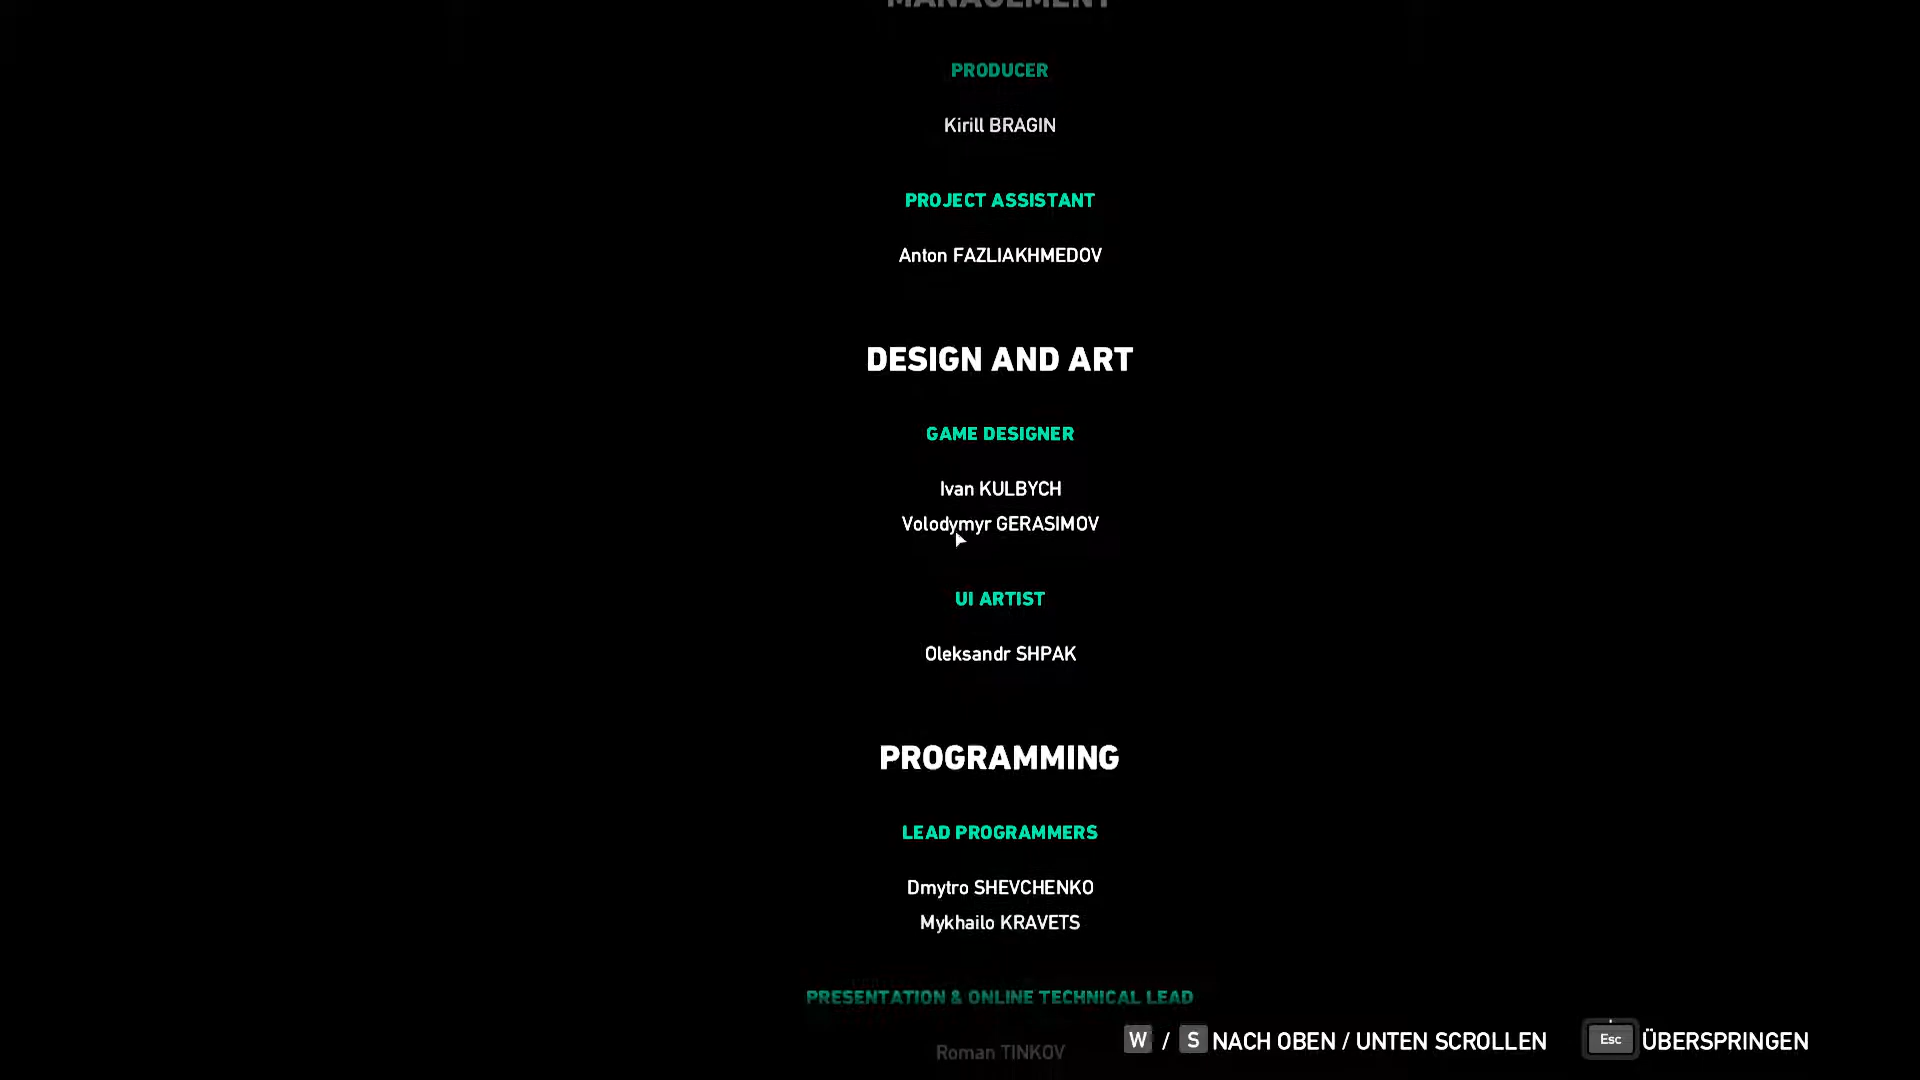 MANAGEMENT
PRODUCER
Kirill BRAGIN
PROJECT ASSISTANT
Anton FAZLIAKHMEDOV
DESIGN AND ART
GAME DESIGNER
Ivan KULBYCH
Volodymyr GERASIMOV
UI ARTIST
Oleksandr SHPAK
PROGRAMMING
LEAD PROGRAMMERS
Dmytro SHEVCHENKO
Mykhailo KRAVETS
PRESENTATION & ONLINE TECHNICAL LEAD
Roman TINKOV
W / S NACH OBEN / UNTEN SCROLLEN Esc ÜBERSPRINGEN